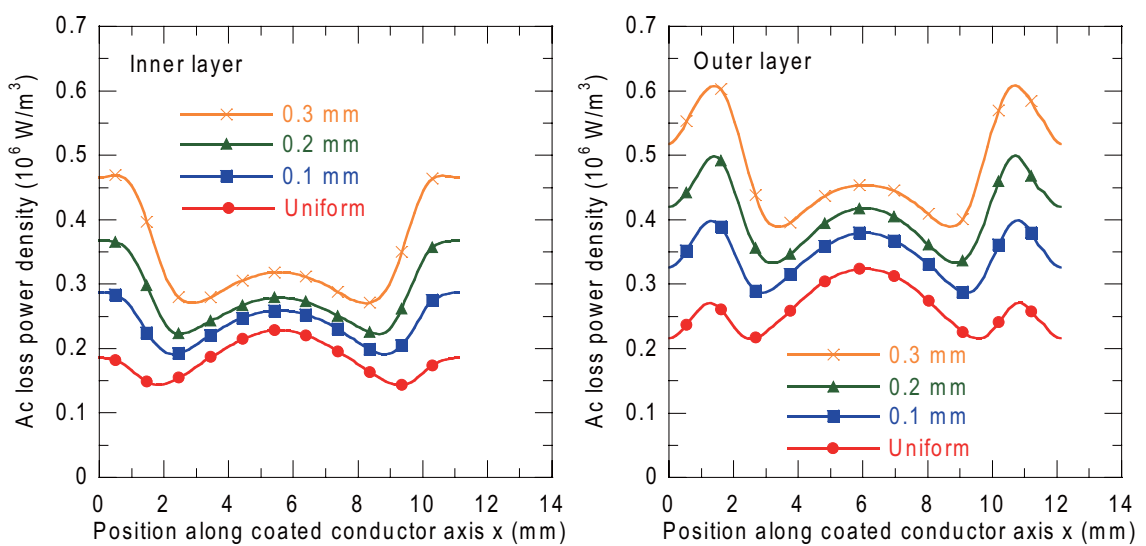 0.7
0.6
0.5
0.4
0.3
0.2
0.1
0
Ac loss power density (10⁶ W/m³)
Inner layer
0.3 mm
0.2 mm
0.1 mm
Uniform
0 2 4 6 8 10 12 14
Position along coated conductor axis x (mm)
0.7
0.6
0.5
0.4
0.3
0.2
0.1
0
Ac loss power density (10⁶ W/m³)
Outer layer
0.3 mm
0.2 mm
0.1 mm
Uniform
0 2 4 6 8 10 12 14
Position along coated conductor axis x (mm)